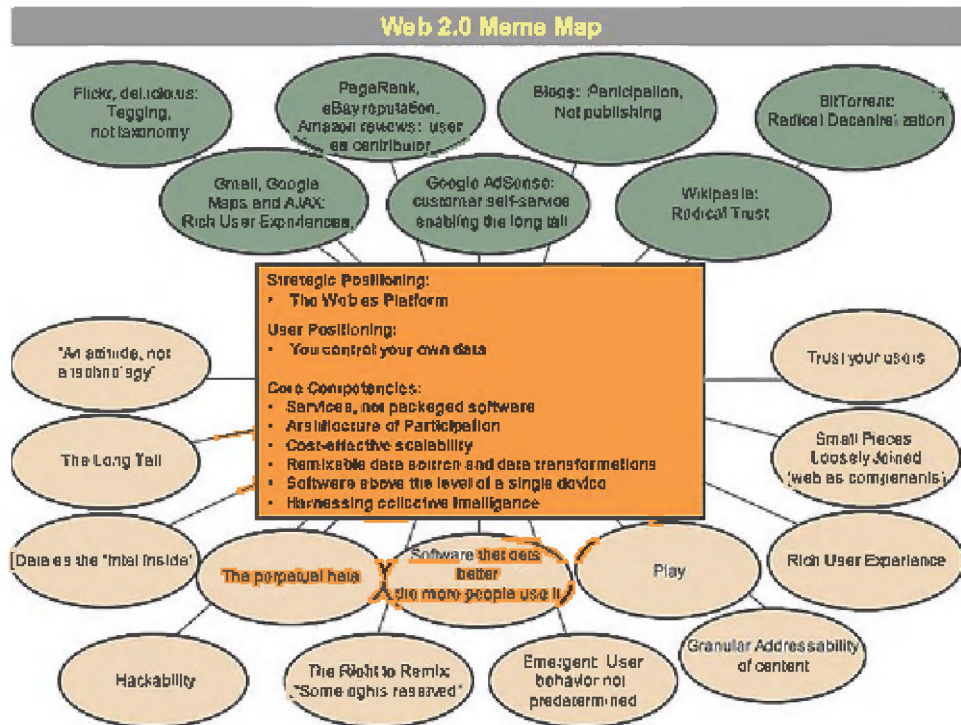 Web 2.0 Meme Map
Flickr, del.icio.us:
Tagging,
not taxonomy
PageRank,
eBay reputation,
Amazon reviews: user
as contributor
Blogs: Participation,
Not publishing
BitTorrent:
Radical Decentralization
Gmail, Google
Maps and AJAX:
Rich User Experiences,
Google AdSense:
customer self-service
enabling the long tail
Wikipedia:
Radical Trust
Strategic Positioning:
• The Web as Platform
User Positioning:
• You control your own data
Core Competencies:
• Services, not packaged software
• Architecture of Participation
• Cost-effective scalability
• Remixable data source and data transformations
• Software above the level of a single device
• Harnessing collective intelligence
"An attitude, not
a technology"
Trust your users
The Long Tail
Small Pieces
Loosely Joined
(web as components)
Data as the "Intel Inside"
The perpetual beta
Software that gets
better
the more people use it
Play
Rich User Experience
Hackability
The Right to Remix
"Some rights reserved"
Emergent: User
behavior not
predetermined
Granular Addressability
of content